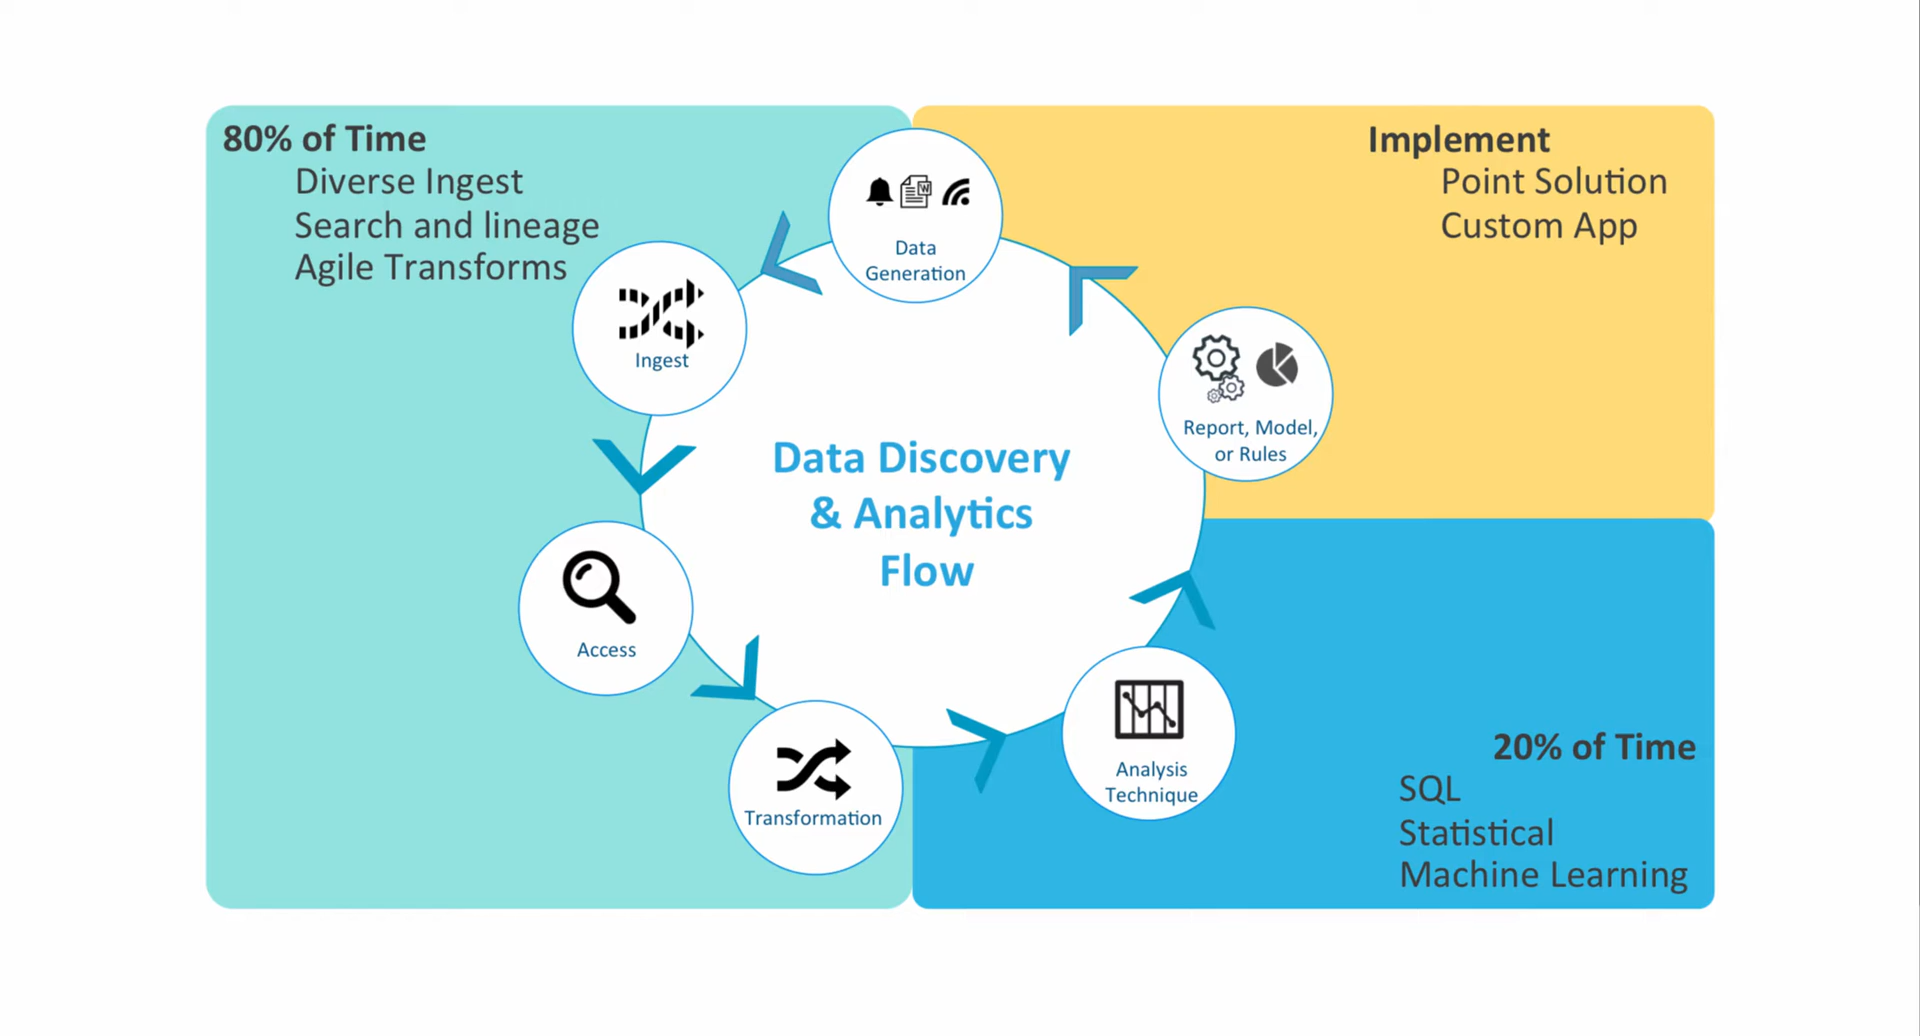 80% of Time
Diverse Ingest
Search and lineage
Agile Transforms
Implement
Point Solution
Custom App
Data
Generation
Ingest
Report, Model,
or Rules
Data Discovery
& Analytics
Flow
Access
Transformation
Analysis
Technique
20% of Time
SQL
Statistical
Machine Learning
W